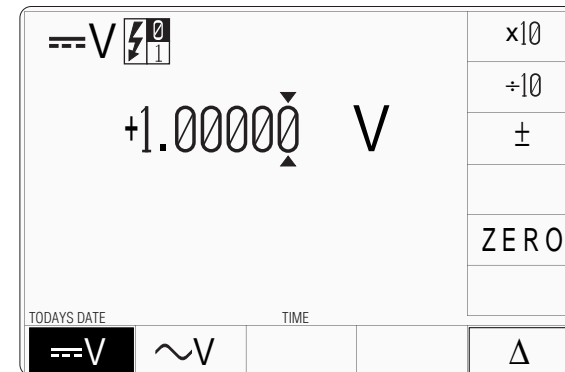 ⎓V 0
1
+1.00000 V
x10
÷10
±
ZERO
TODAYS DATE TIME
⎓V ∼V Δ